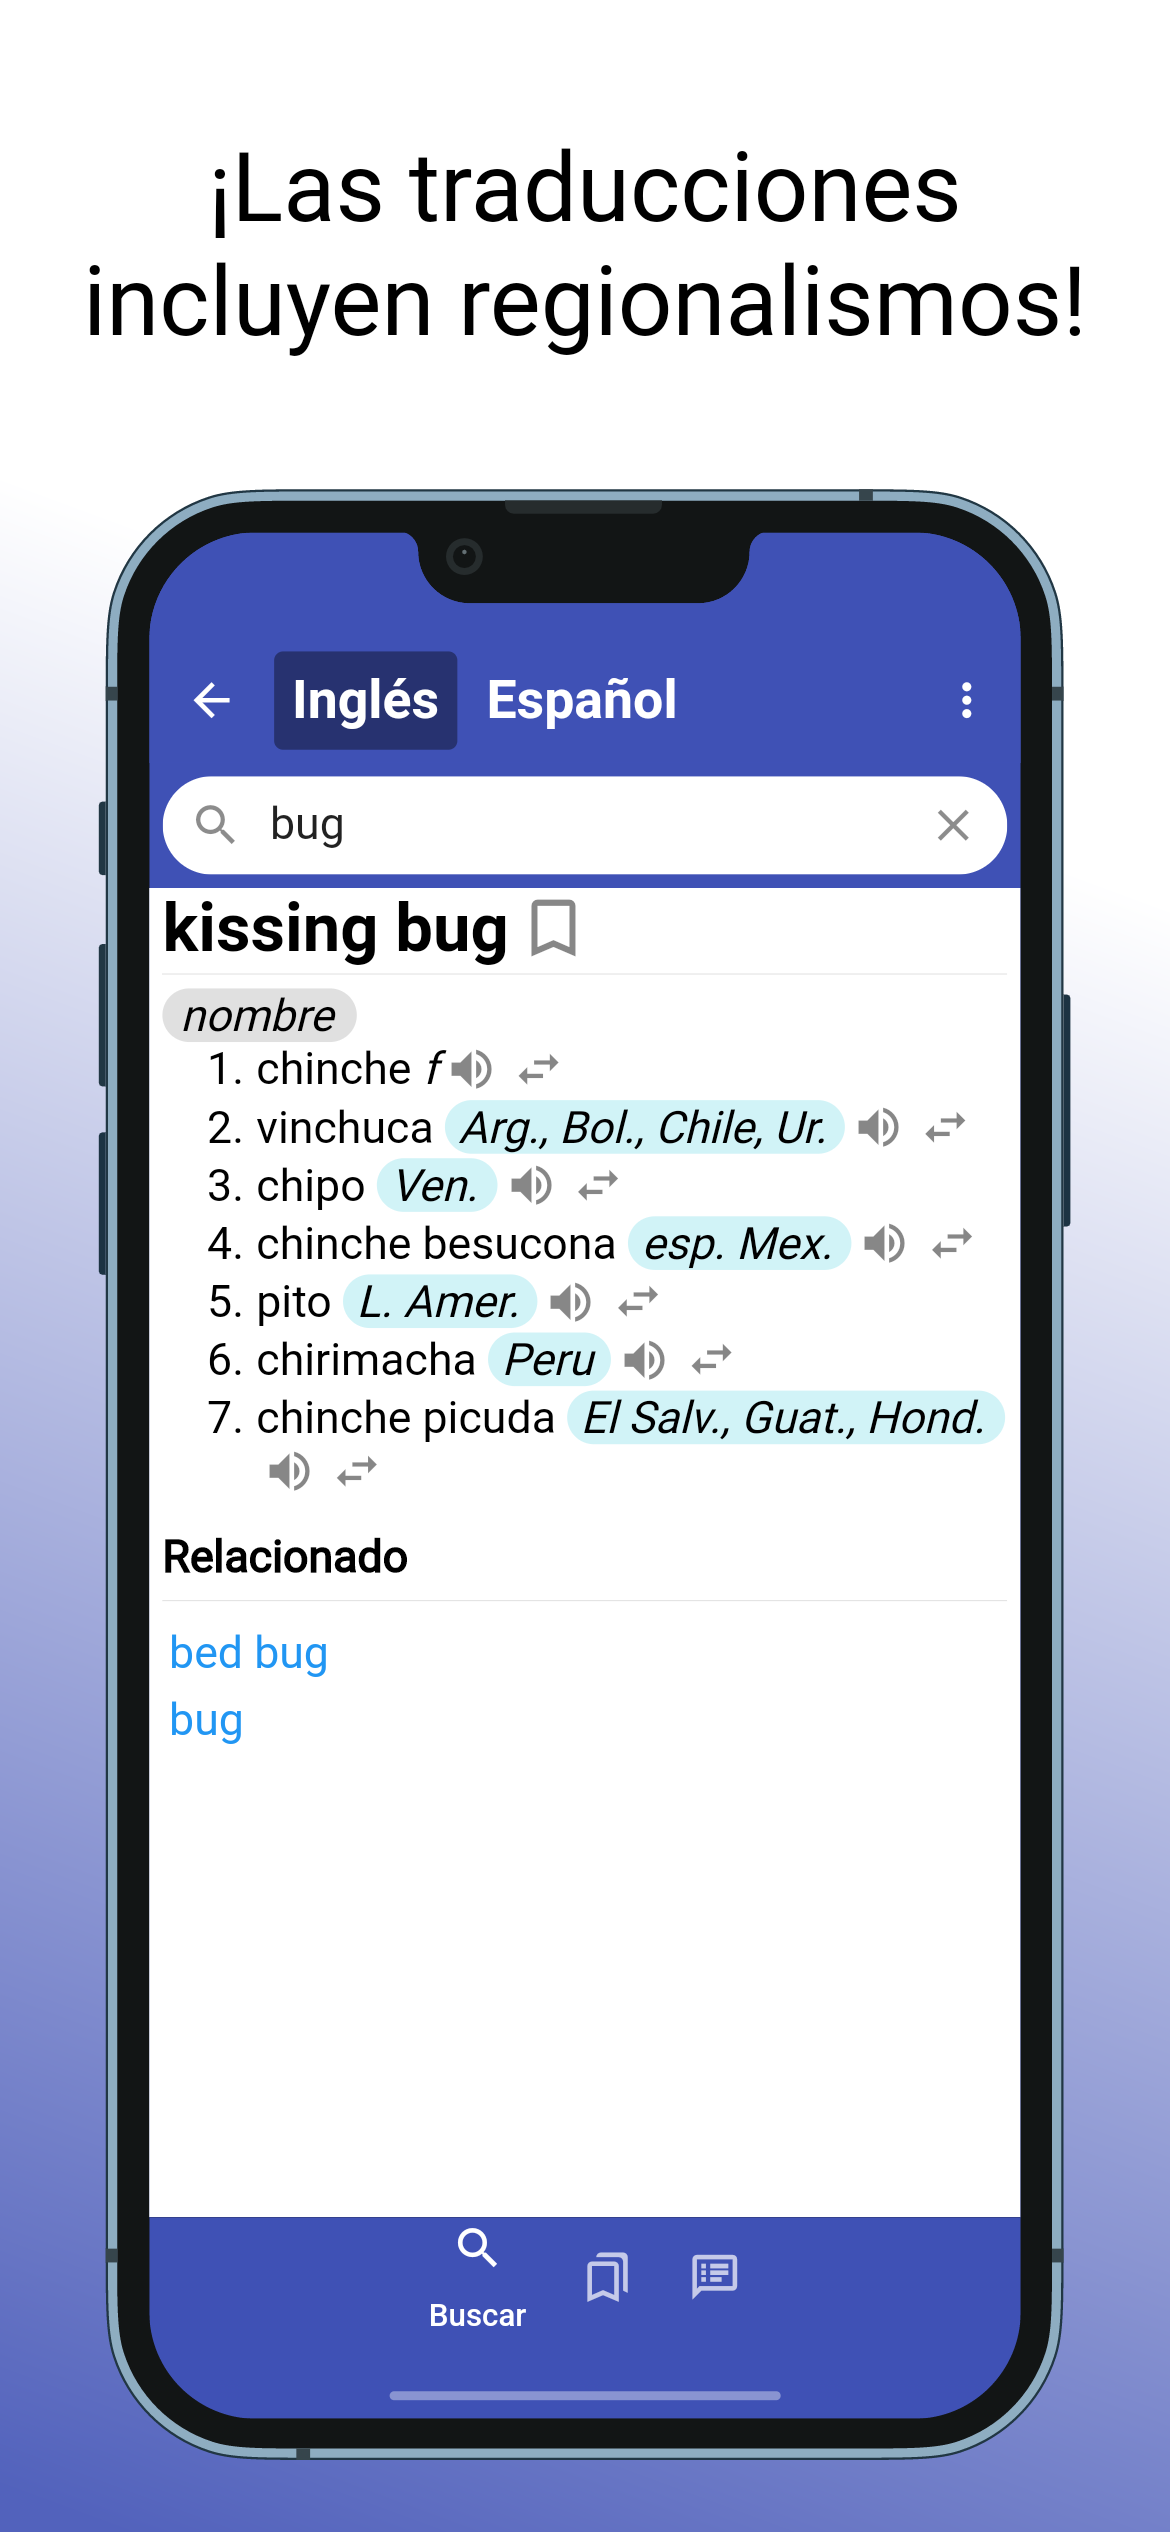 ¡Las traducciones
incluyen regionalismos!
Inglés Español
bug
kissing bug
nombre
1. chinche f
2. vinchuca Arg., Bol., Chile, Ur.
3. chipo Ven.
4. chinche besucona esp. Mex.
5. pito L. Amer.
6. chirimacha Peru
7. chinche picuda El Salv., Guat., Hond.
Relacionado
bed bug
bug
Buscar